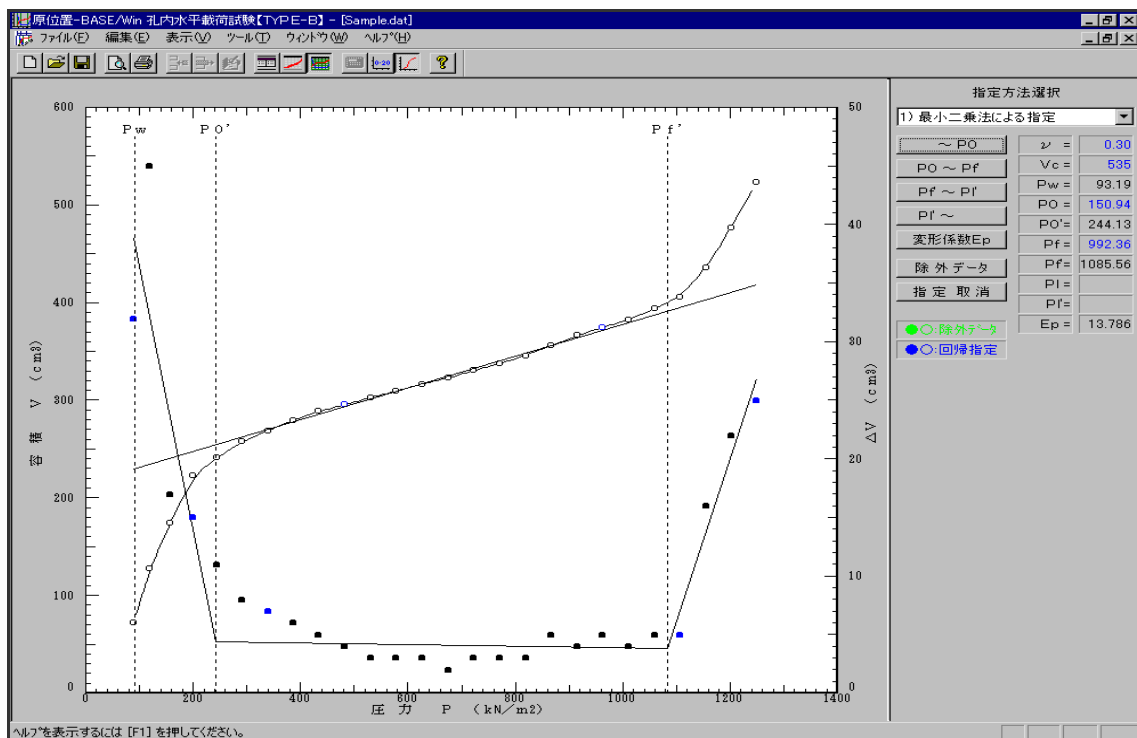 原位置-BASE/Win 孔内水平載荷試験【TYPE-B】 - [Sample.dat]
ファイル(F) 編集(E) 表示(V) ツール(T) ウィンドウ(W) ヘルプ(H)
0-20
600
500
400
300
200
100
0
容積 V (cm3)
Pw
PO'
Pf'
50
40
30
20
10
0
ΔV (cm3)
0 200 400 600 800 1000 1200 1400
圧力 P (kN/m2)
指定方法選択
1) 最小二乗法による指定
～ PO
PO ～ Pf
Pf' ～ Pl'
Pl' ～
変形係数Ep
除外データ
指定取消
●○:除外データ
●○:回帰指定
ν = 0.30
Vc = 535
Pw = 93.19
PO = 150.94
PO'= 244.13
Pf = 992.36
Pf= 1085.56
Pl =
Pl'=
Ep = 13.786
ヘルプを表示するには [F1] を押してください。